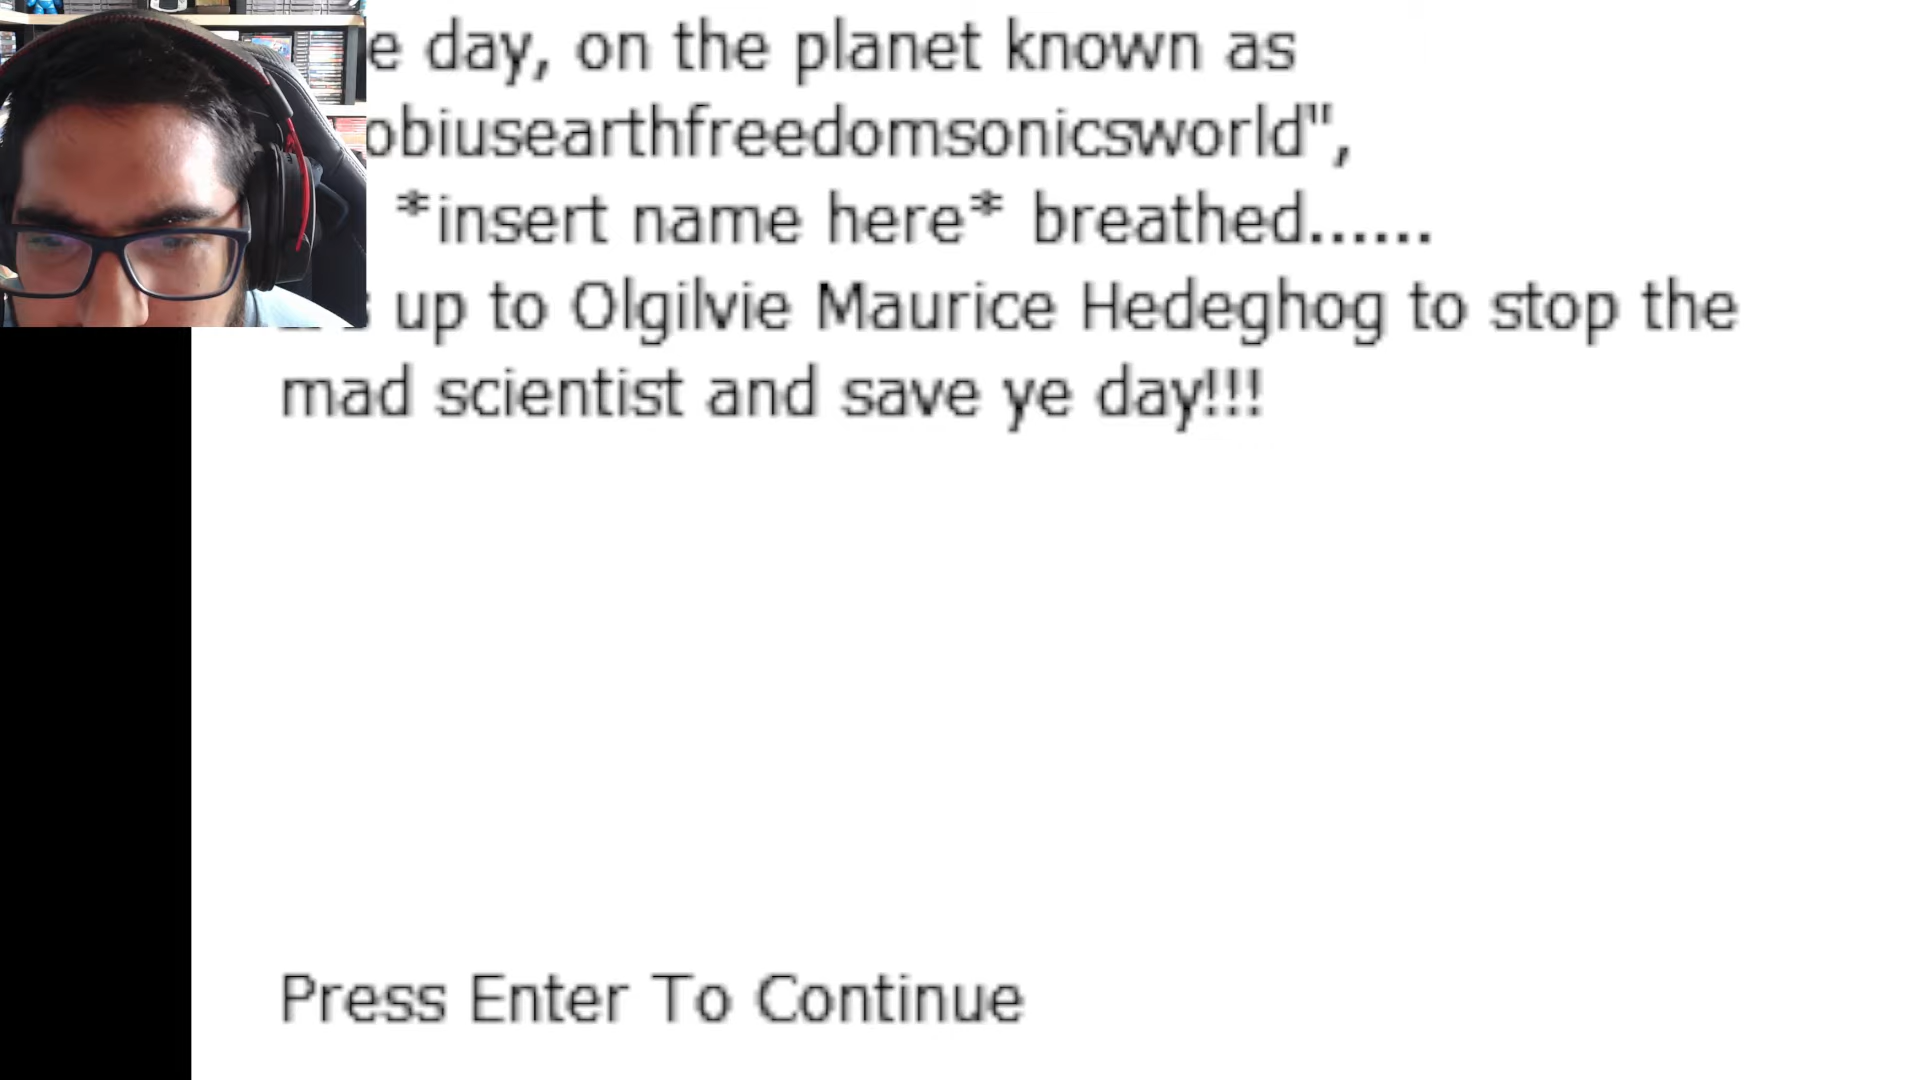 day, on the planet known as
*insert name here* breathed......
up to Olgilvie Maurice Hedeghog to stop the
mad scientist and save ye day!!!
Press Enter To Continue